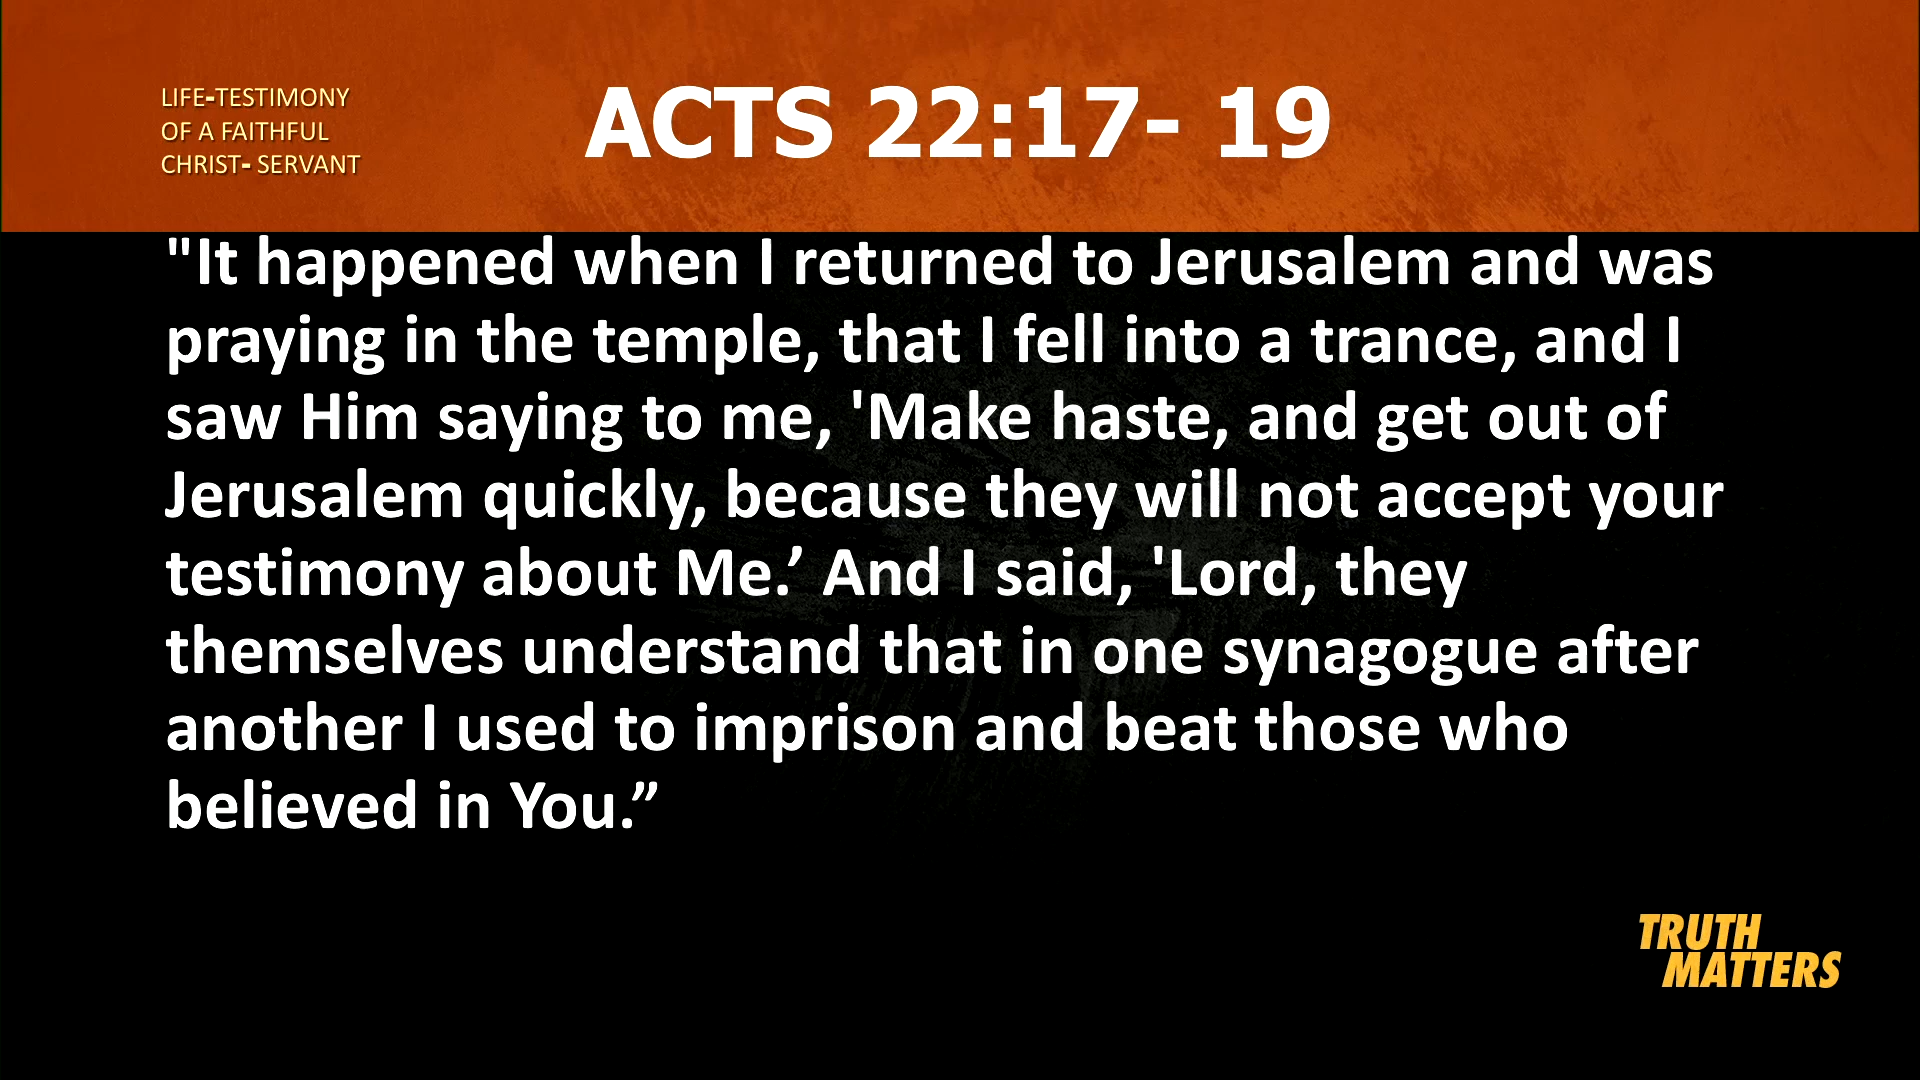 LIFE-TESTIMONY
OF A FAITHFUL
CHRIST- SERVANT
ACTS 22:17- 19
"It happened when I returned to Jerusalem and was
praying in the temple, that I fell into a trance, and I
saw Him saying to me, 'Make haste, and get out of
Jerusalem quickly, because they will not accept your
testimony about Me.’ And I said, 'Lord, they
themselves understand that in one synagogue after
another I used to imprison and beat those who
believed in You.”
TRUTH
MATTERS